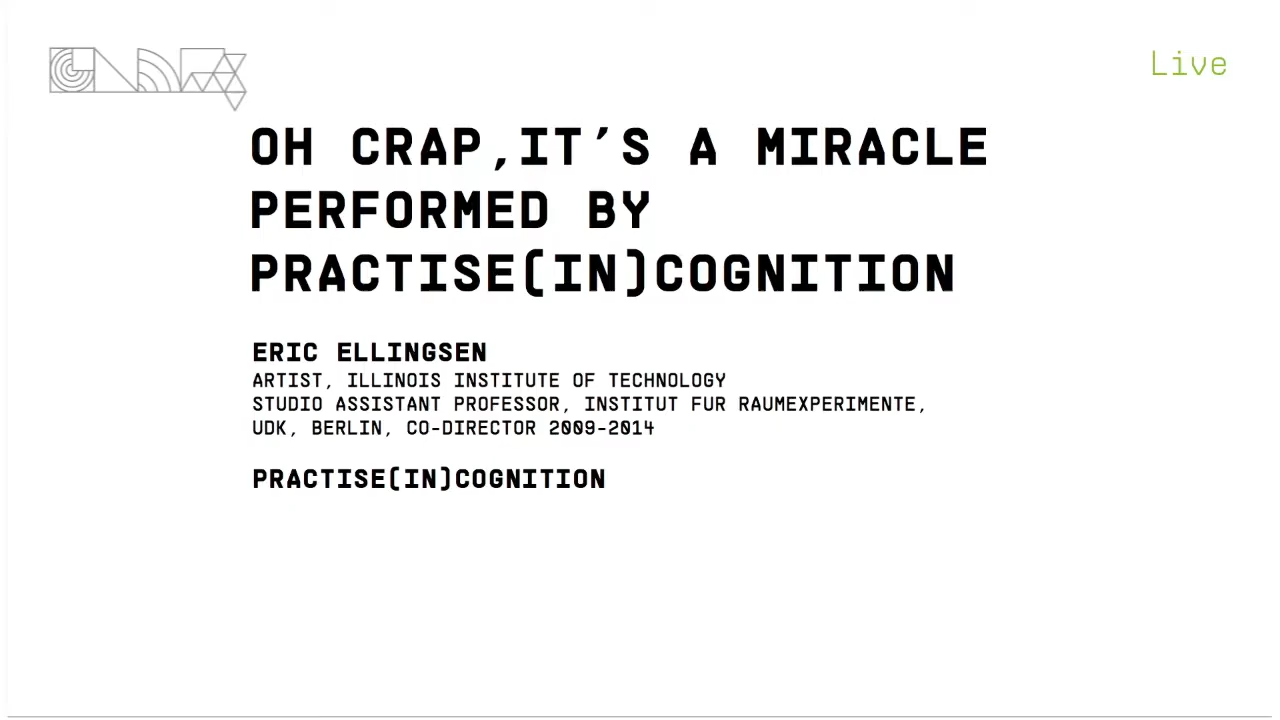 Live
OH CRAP,IT’S A MIRACLE
PERFORMED BY
PRACTISE(IN)COGNITION
ERIC ELLINGSEN
ARTIST, ILLINOIS INSTITUTE OF TECHNOLOGY
STUDIO ASSISTANT PROFESSOR, INSTITUT FUR RAUMEXPERIMENTE,
UDK, BERLIN, CO-DIRECTOR 2009-2014
PRACTISE(IN)COGNITION